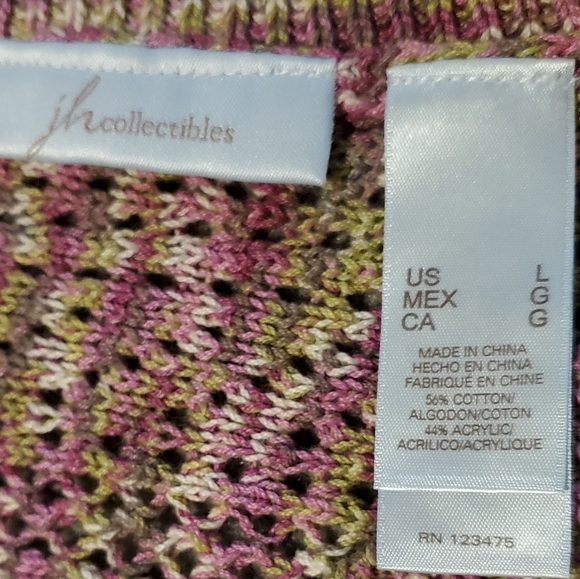 jh collectibles
US L
MEX G
CA G
MADE IN CHINA
HECHO EN CHINA
FABRIQUÉ EN CHINE
56% COTTON/
ALGODON/COTON
44% ACRYLIC/
ACRILICO/ACRYLIQUE
RN 123475